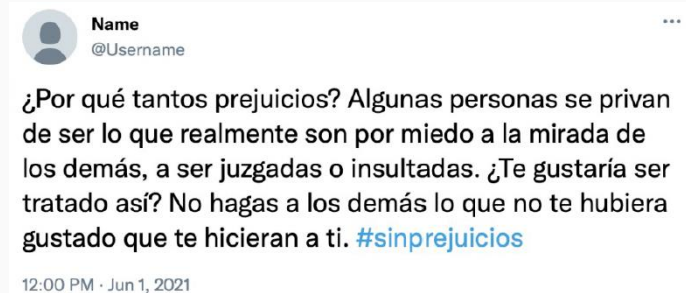 Name
@Username
¿Por qué tantos prejuicios? Algunas personas se privan
de ser lo que realmente son por miedo a la mirada de
los demás, a ser juzgadas o insultadas. ¿Te gustaría ser
tratado así? No hagas a los demás lo que no te hubiera
gustado que te hicieran a ti. #sinprejuicios
12:00 PM · Jun 1, 2021